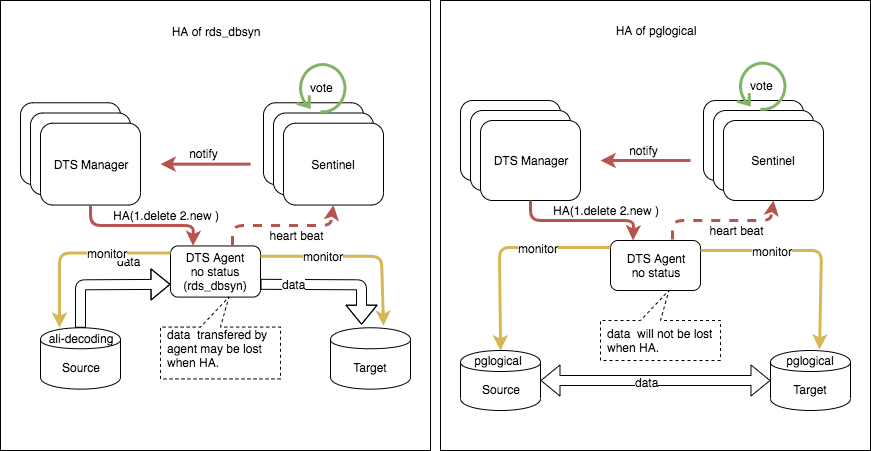 HA of rds_dbsyn
vote
DTS Manager
notify
Sentinel
HA(1.delete 2.new )
heart beat
monitor
data
DTS Agent
no status
(rds_dbsyn)
monitor
data
ali-decoding
Source
data transfered by
agent may be lost
when HA.
Target
HA of pglogical
vote
DTS Manager
notify
Sentinel
HA(1.delete 2.new )
heart beat
monitor
DTS Agent
no status
monitor
data will not be lost
when HA.
pglogical
Source
data
pglogical
Target